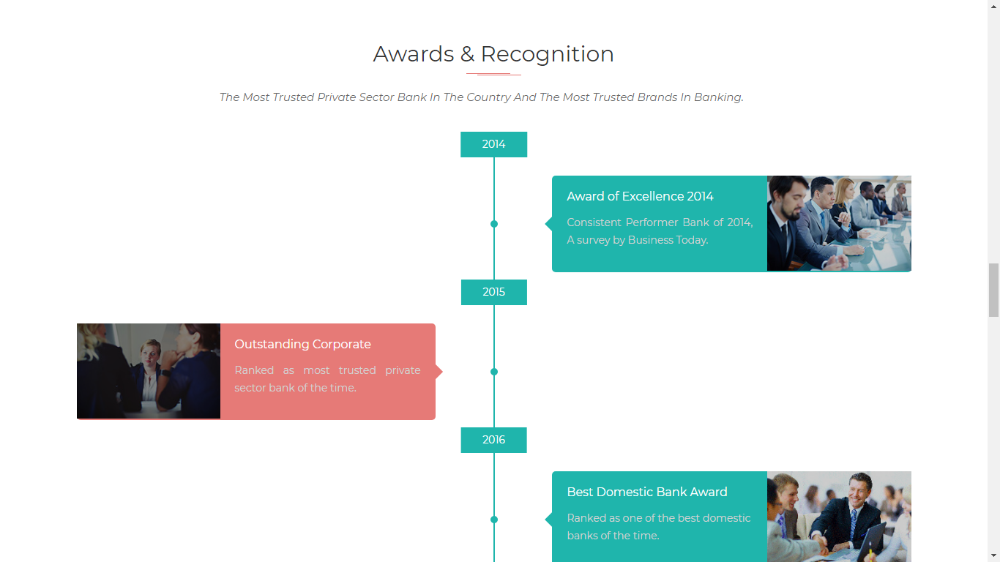 Awards & Recognition
The Most Trusted Private Sector Bank In The Country And The Most Trusted Brands In Banking.
2014
Award of Excellence 2014
Consistent Performer Bank of 2014,
A survey by Business Today.
2015
Outstanding Corporate
Ranked as most trusted private
sector bank of the time.
2016
Best Domestic Bank Award
Ranked as one of the best domestic
banks of the time.